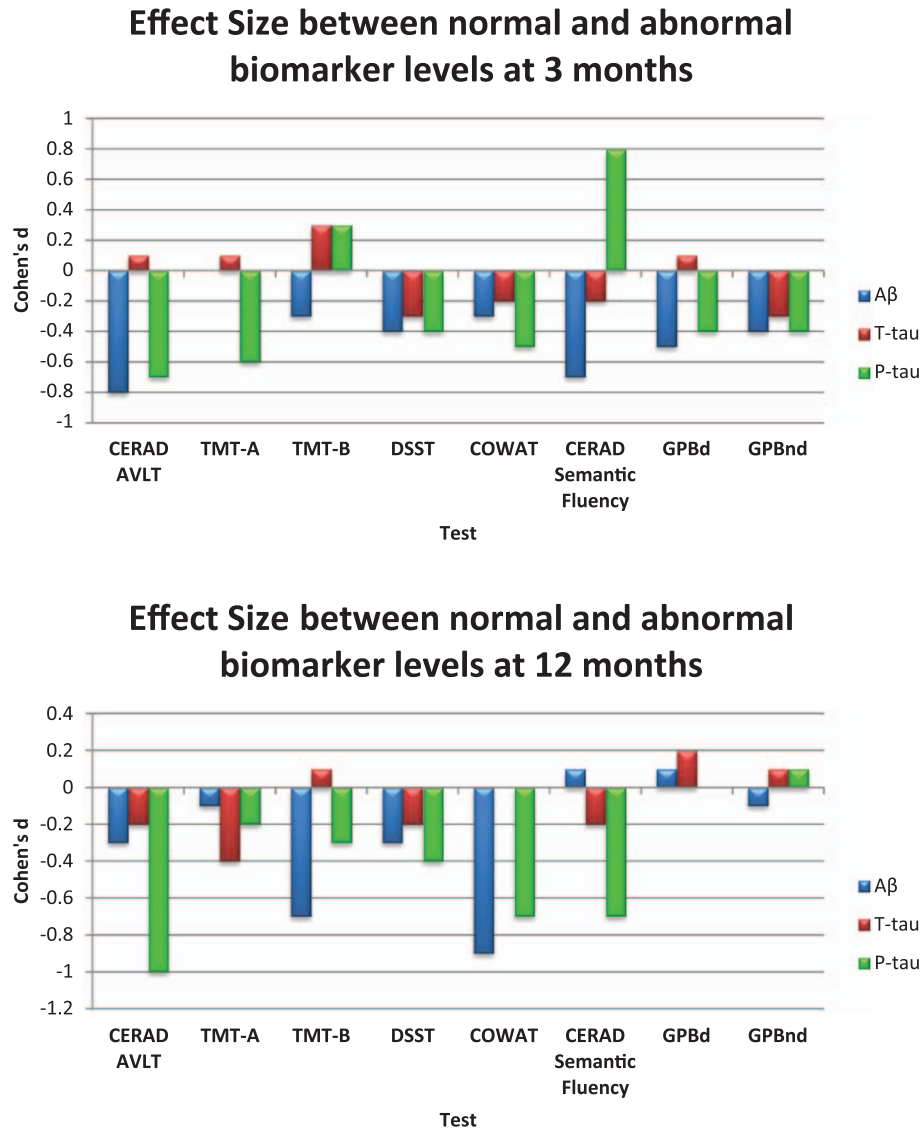 Effect Size between normal and abnormal
biomarker levels at 3 months
1
0.8
0.6
0.4
0.2
0
-0.2
-0.4
-0.6
-0.8
-1
Cohen's d
CERAD
AVLT
TMT-A
TMT-B
DSST
COWAT
CERAD
Semantic
Fluency
GPBd
GPBnd
Test
Aβ
T-tau
P-tau
Effect Size between normal and abnormal
biomarker levels at 12 months
0.4
0.2
0
-0.2
-0.4
-0.6
-0.8
-1
-1.2
Cohen's d
CERAD
AVLT
TMT-A
TMT-B
DSST
COWAT
CERAD
Semantic
Fluency
GPBd
GPBnd
Test
Aβ
T-tau
P-tau